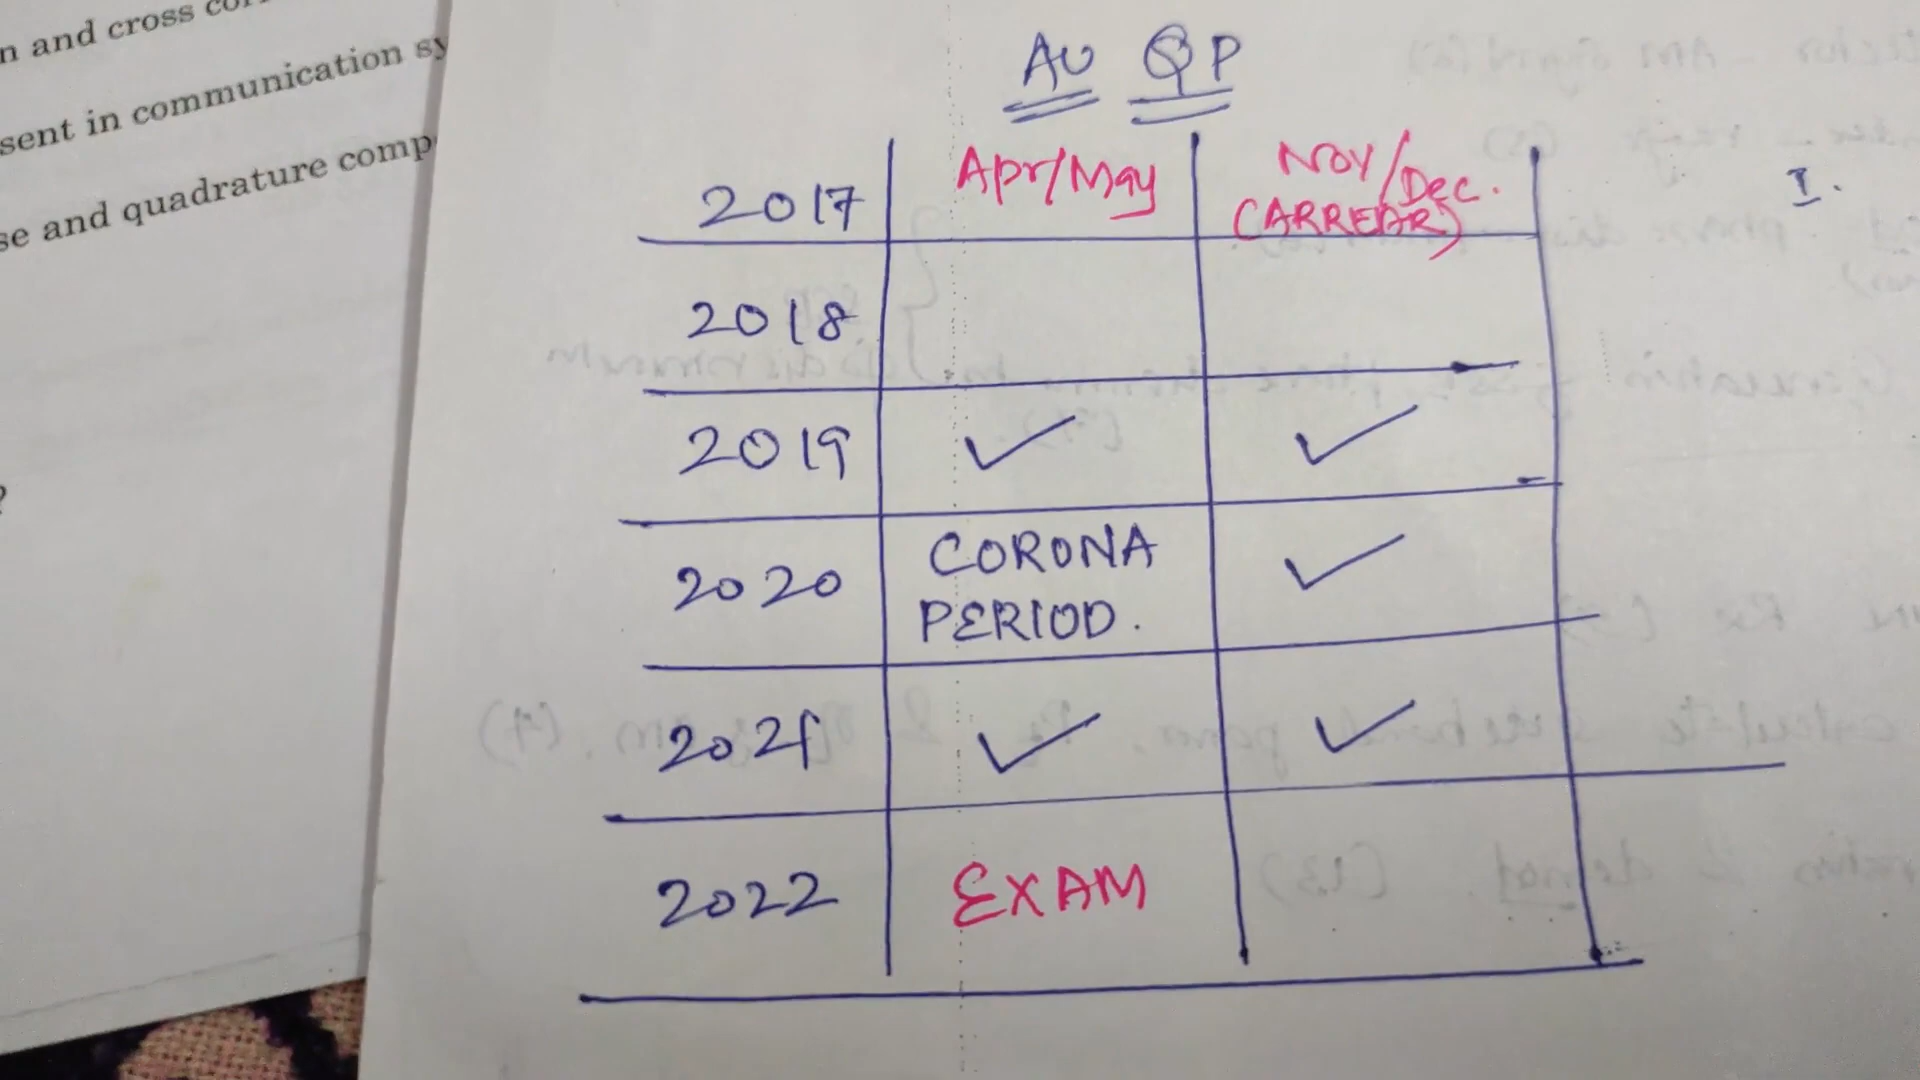 n and cross
sent in communication sy
se and quadrature comp
?
AU QP
2017 Apr/May Nov/Dec.
(ARREAR)
I.
2018
2019 ✓ ✓
2020 CORONA PERIOD. ✓
2021 ✓ ✓
2022 EXAM